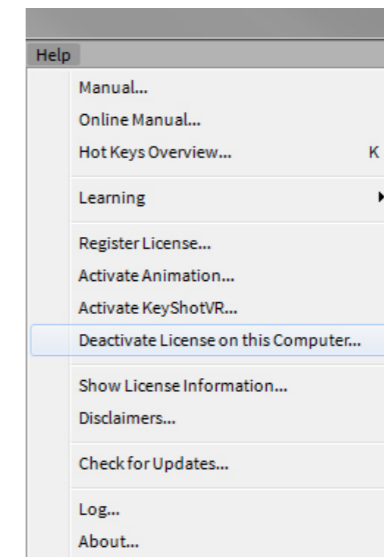 Help
Manual...
Online Manual...
Hot Keys Overview... K
Learning
Register License...
Activate Animation...
Activate KeyShotVR...
Deactivate License on this Computer...
Show License Information...
Disclaimers...
Check for Updates...
Log...
About...